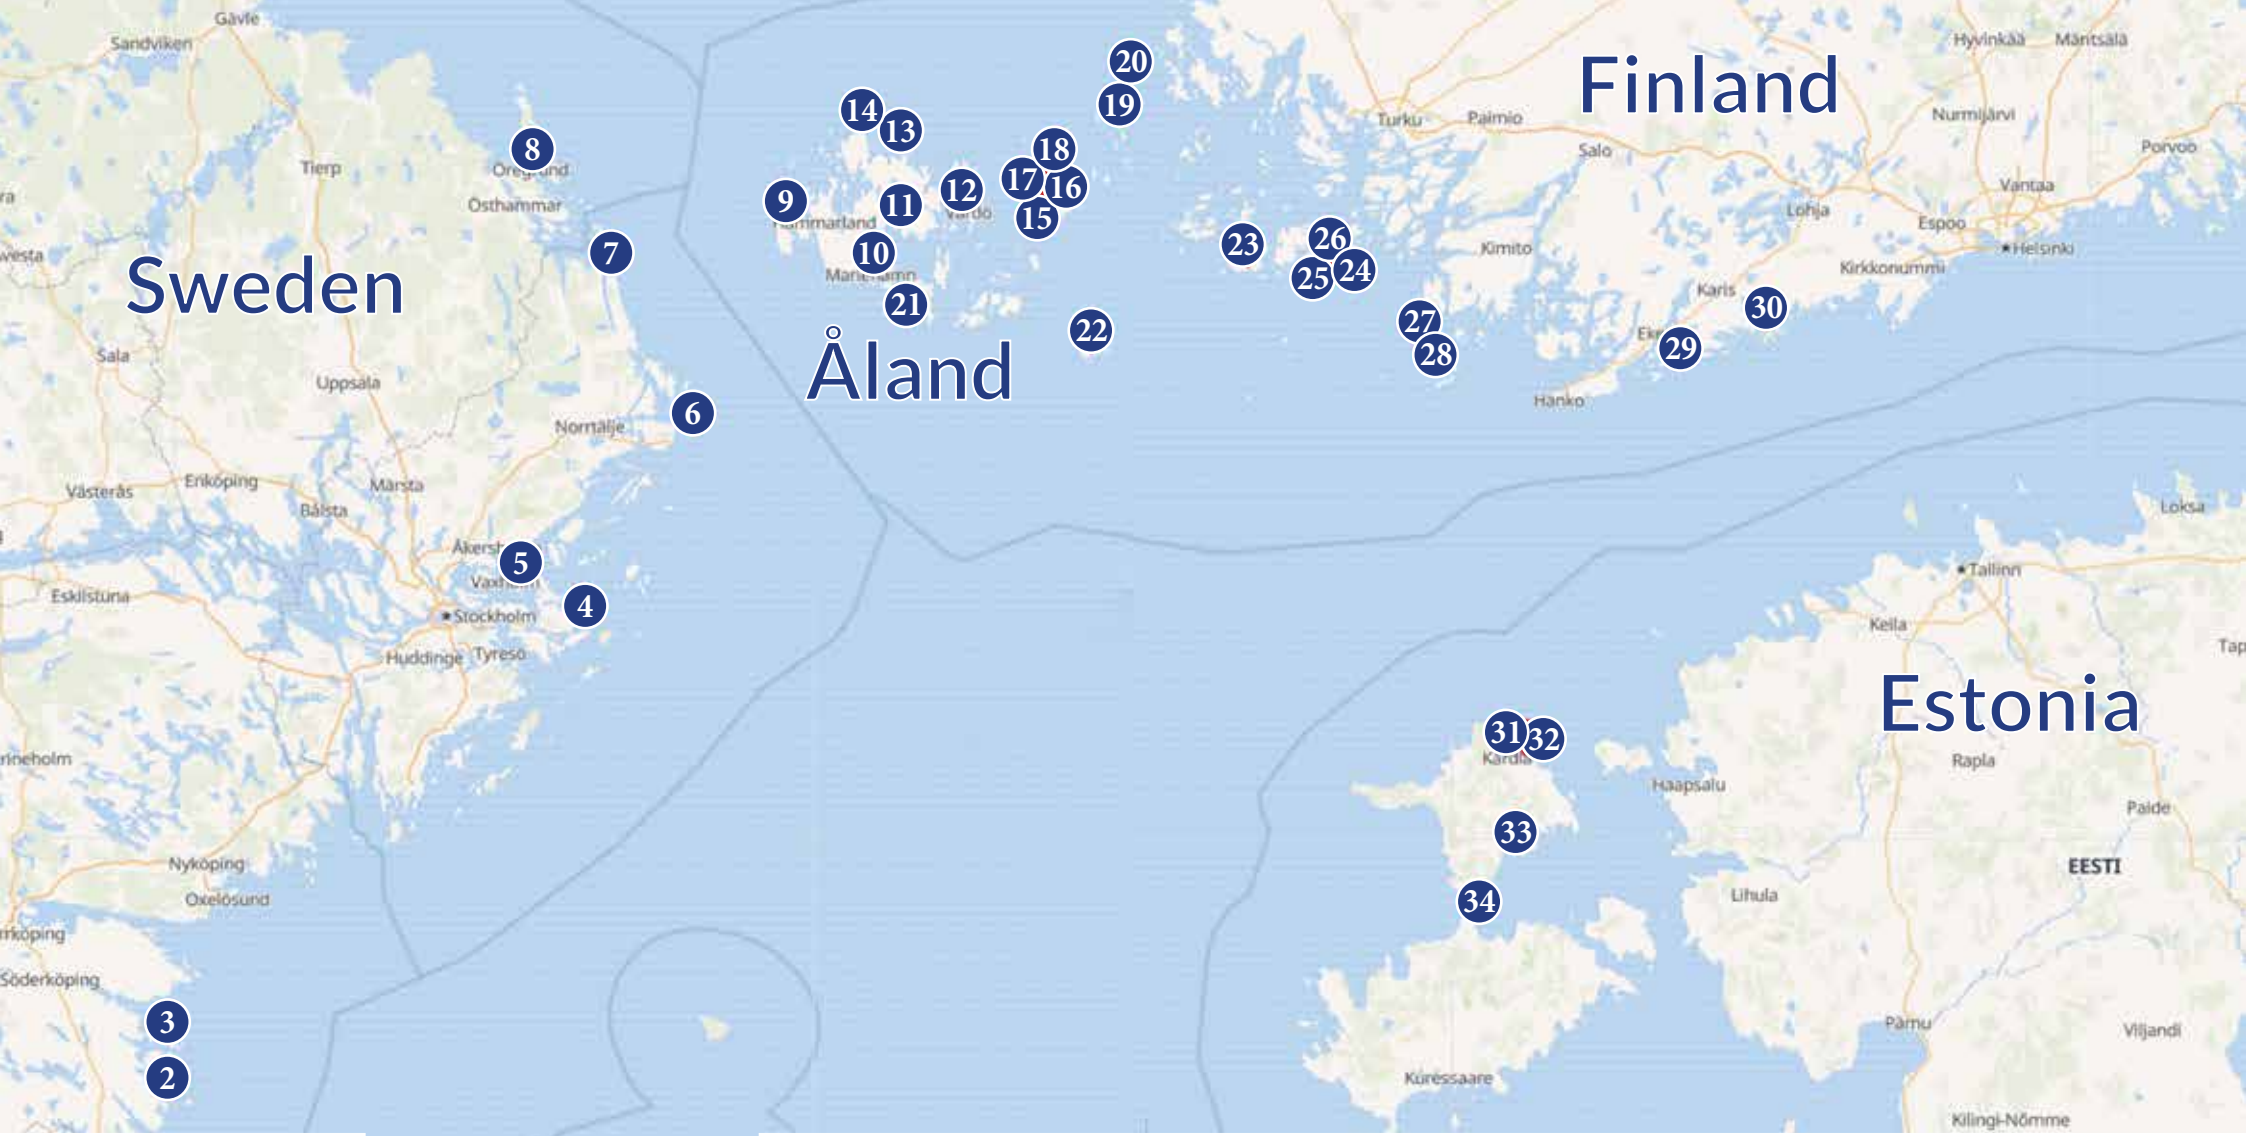 Gävle
Sandviken
Hyvinkää
Mäntsälä
20
Finland
14
19
13
Turku
Paimio
Nurmijärvi
8
18
Salo
Porvoo
Tierp
17
16
Vantaa
9
11
12
Östhammar
15
Lohja
Espoo
26
23
7
10
Kimito
Helsinki
25
24
Kirkkonummi
Sweden
Karis
21
27
30
22
Åland
28
29
Sala
Uppsala
Hanko
6
Norrtälje
Västerås
Enköping
Märsta
Bålsta
Loksa
5
Tallinn
Eskilstuna
4
Stockholm
Keila
Huddinge
Tyresö
Tap
Estonia
31
32
Kärdla
rineholm
Rapla
Haapsalu
Paide
33
Nyköping
EESTI
Oxelösund
34
Lihula
rrköping
Söderköping
3
Pärnu
Viljandi
2
Kuressaare
Kilingi-Nõmme